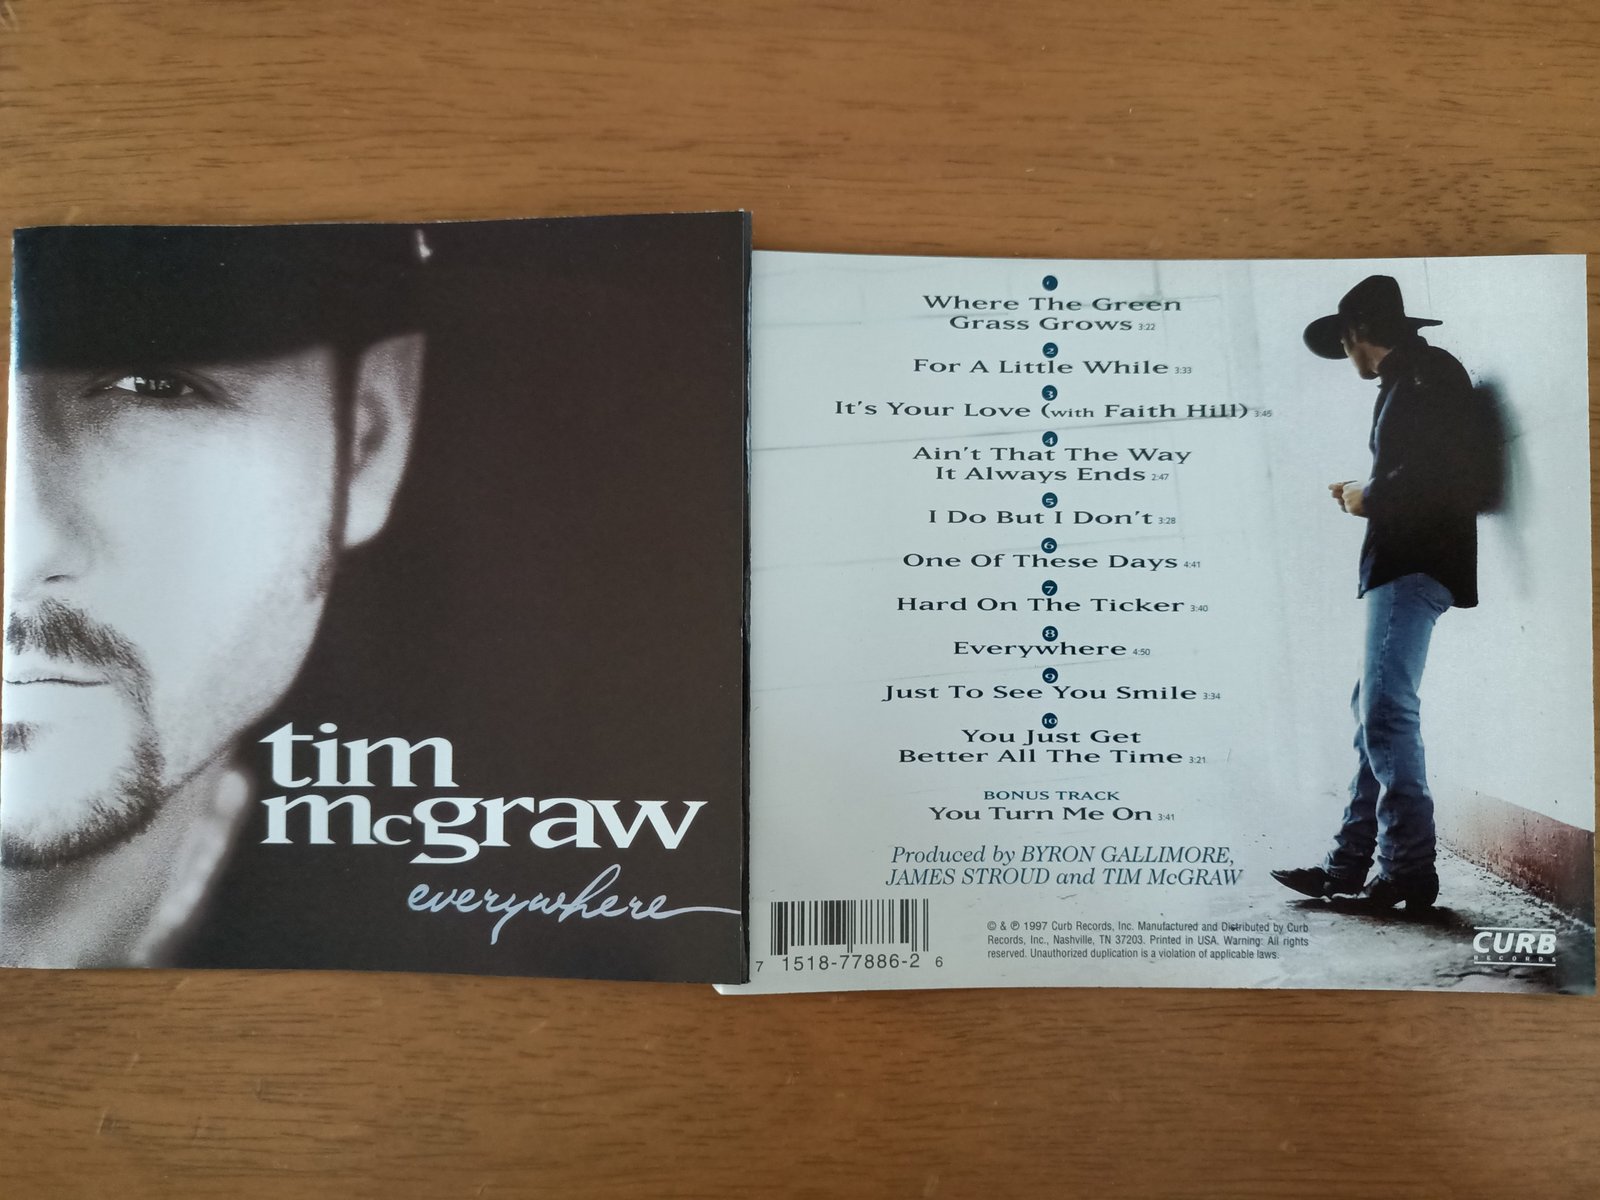 tim
mcgraw
everywhere
1
Where The Green
Grass Grows 3:22
2
For A Little While 3:33
3
It's Your Love (with Faith Hill) 3:45
4
Ain't That The Way
It Always Ends 2:47
5
I Do But I Don't 3:28
6
One Of These Days 4:41
7
Hard On The Ticker 3:40
8
Everywhere 4:50
9
Just To See You Smile 3:34
10
You Just Get
Better All The Time 3:21
BONUS TRACK
You Turn Me On 3:41
Produced by BYRON GALLIMORE,
JAMES STROUD and TIM McGRAW
7 1518-77886-2 6
© & ℗ 1997 Curb Records, Inc. Manufactured and Distributed by Curb
Records, Inc., Nashville, TN 37203. Printed in USA. Warning: All rights
reserved. Unauthorized duplication is a violation of applicable laws.
CURB
RECORDS